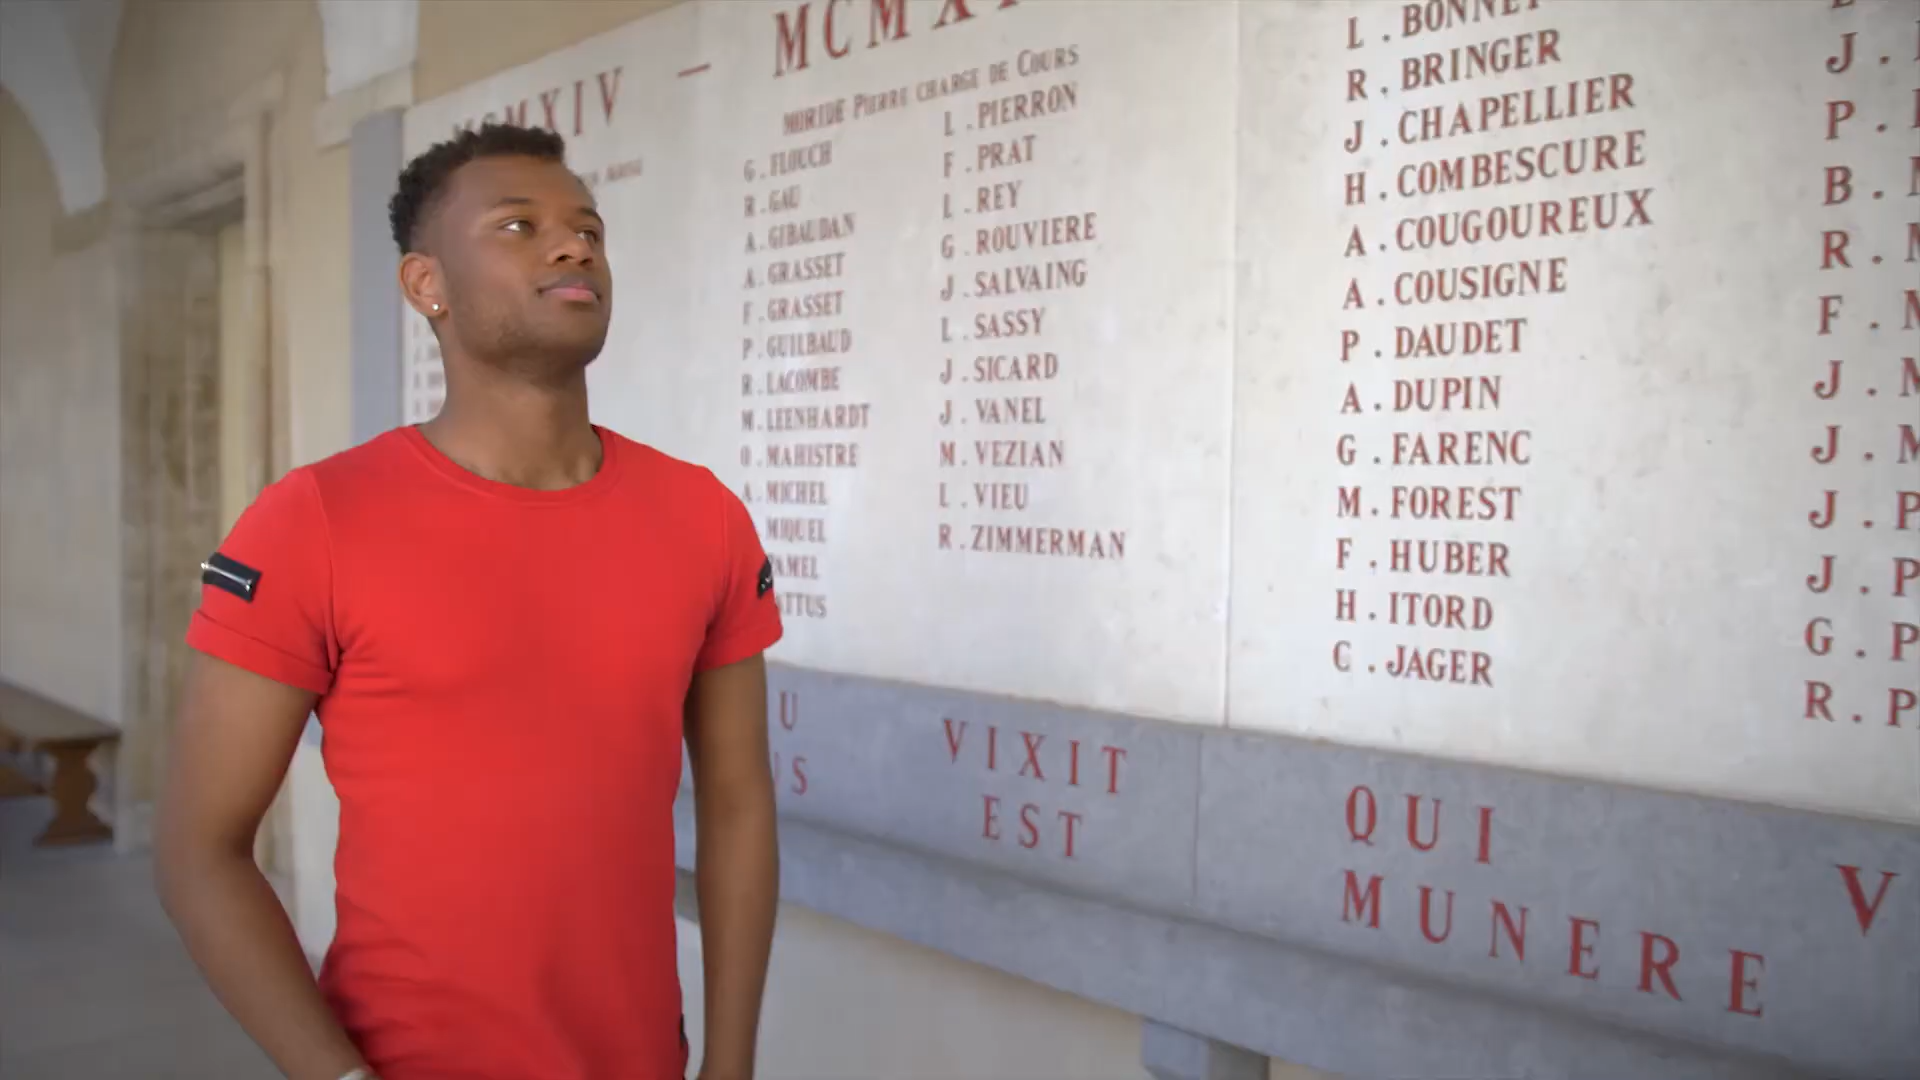 MCMXIV — MCMX
MORIDE PIERRE CHARGE DE COURS
G . FLOUCH
R . GAU
A . GIBAUDAN
A . GRASSET
F . GRASSET
P . GUILBAUD
R . LACOMBE
M . LEENHARDT
O . MAHISTRE
A . MICHEL
MIQUEL
L . PIERRON
F . PRAT
L . REY
G . ROUVIERE
J . SALVAING
L . SASSY
J . SICARD
J . VANEL
M . VEZIAN
L . VIEU
R . ZIMMERMAN
L . BONNET
R . BRINGER
J . CHAPELLIER
H . COMBESCURE
A . COUGOUREUX
A . COUSIGNE
P . DAUDET
A . DUPIN
G . FARENC
M . FOREST
F . HUBER
H . ITORD
C . JAGER
J .
P .
B .
R . M
F . M
J . M
J . M
J . P
J . P
G . P
R . P
U VIXIT QUI V
US EST MUNERE